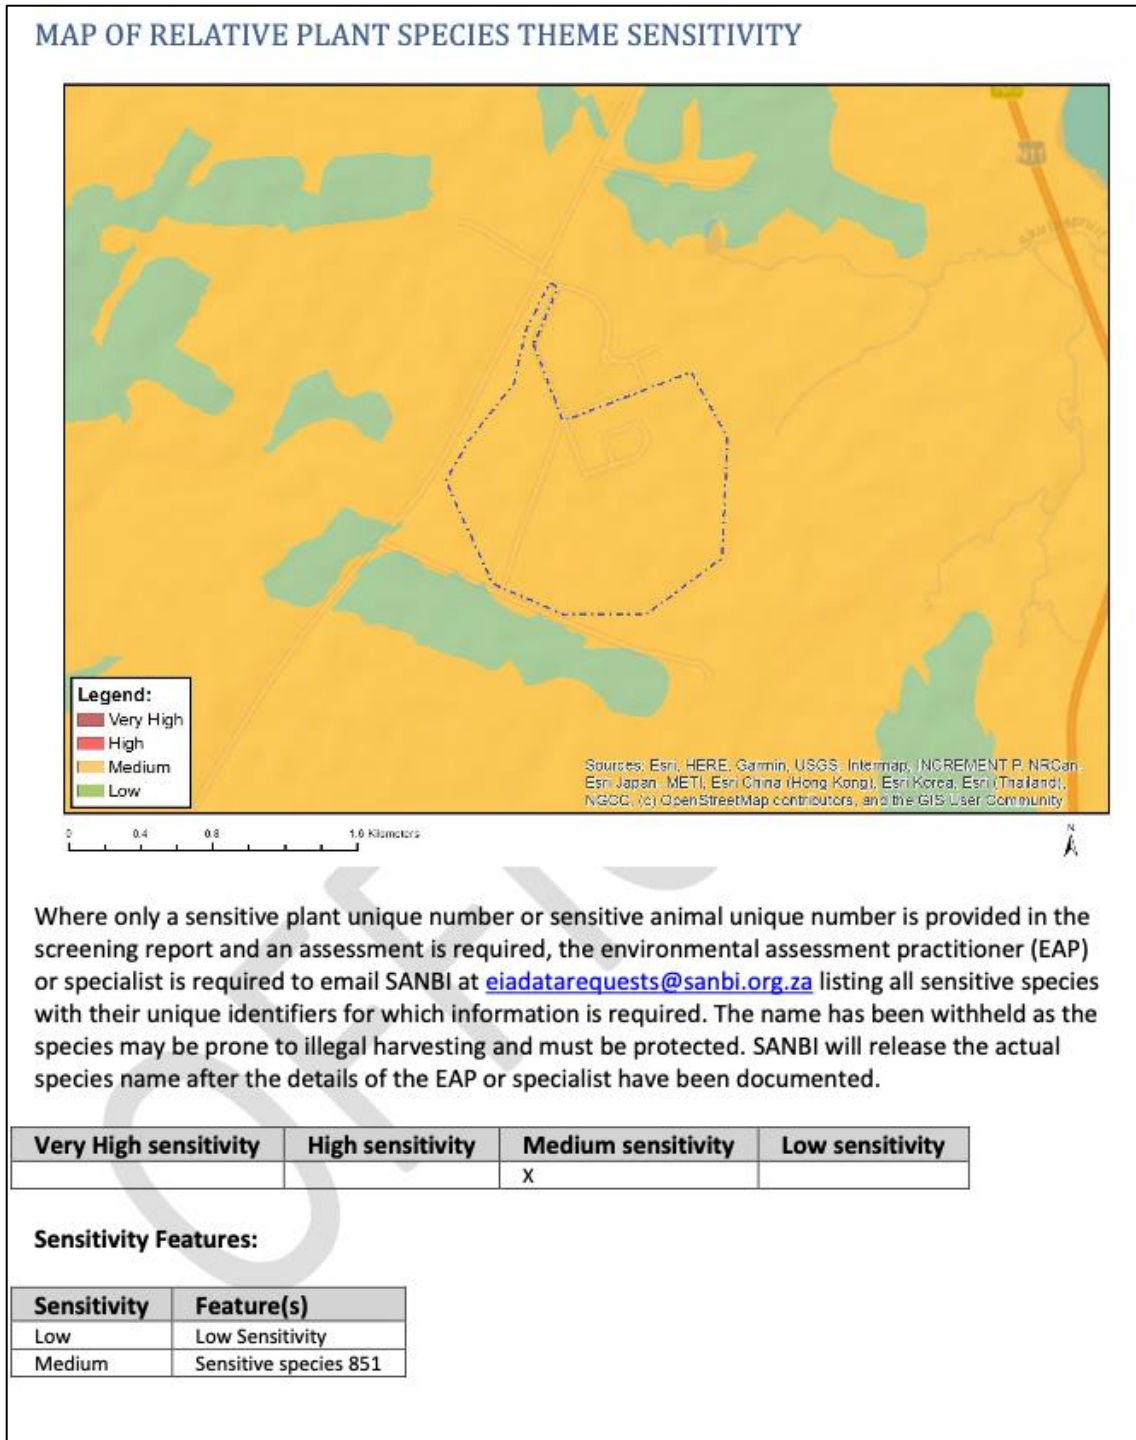 MAP OF RELATIVE PLANT SPECIES THEME SENSITIVITY
N11
Legend:
Very High
High
Medium
Low
Sources: Esri, HERE, Garmin, USGS, Intermap, INCREMENT P, NRCan,
Esri Japan, METI, Esri China (Hong Kong), Esri Korea, Esri (Thailand),
NGCC, (c) OpenStreetMap contributors, and the GIS User Community
0 0.4 0.8 1.6 Kilometers
N
Where only a sensitive plant unique number or sensitive animal unique number is provided in the
screening report and an assessment is required, the environmental assessment practitioner (EAP)
or specialist is required to email SANBI at eiadatarequests@sanbi.org.za listing all sensitive species
with their unique identifiers for which information is required. The name has been withheld as the
species may be prone to illegal harvesting and must be protected. SANBI will release the actual
species name after the details of the EAP or specialist have been documented.
Very High sensitivity High sensitivity Medium sensitivity Low sensitivity
X
Sensitivity Features:
Sensitivity Feature(s)
Low Low Sensitivity
Medium Sensitive species 851